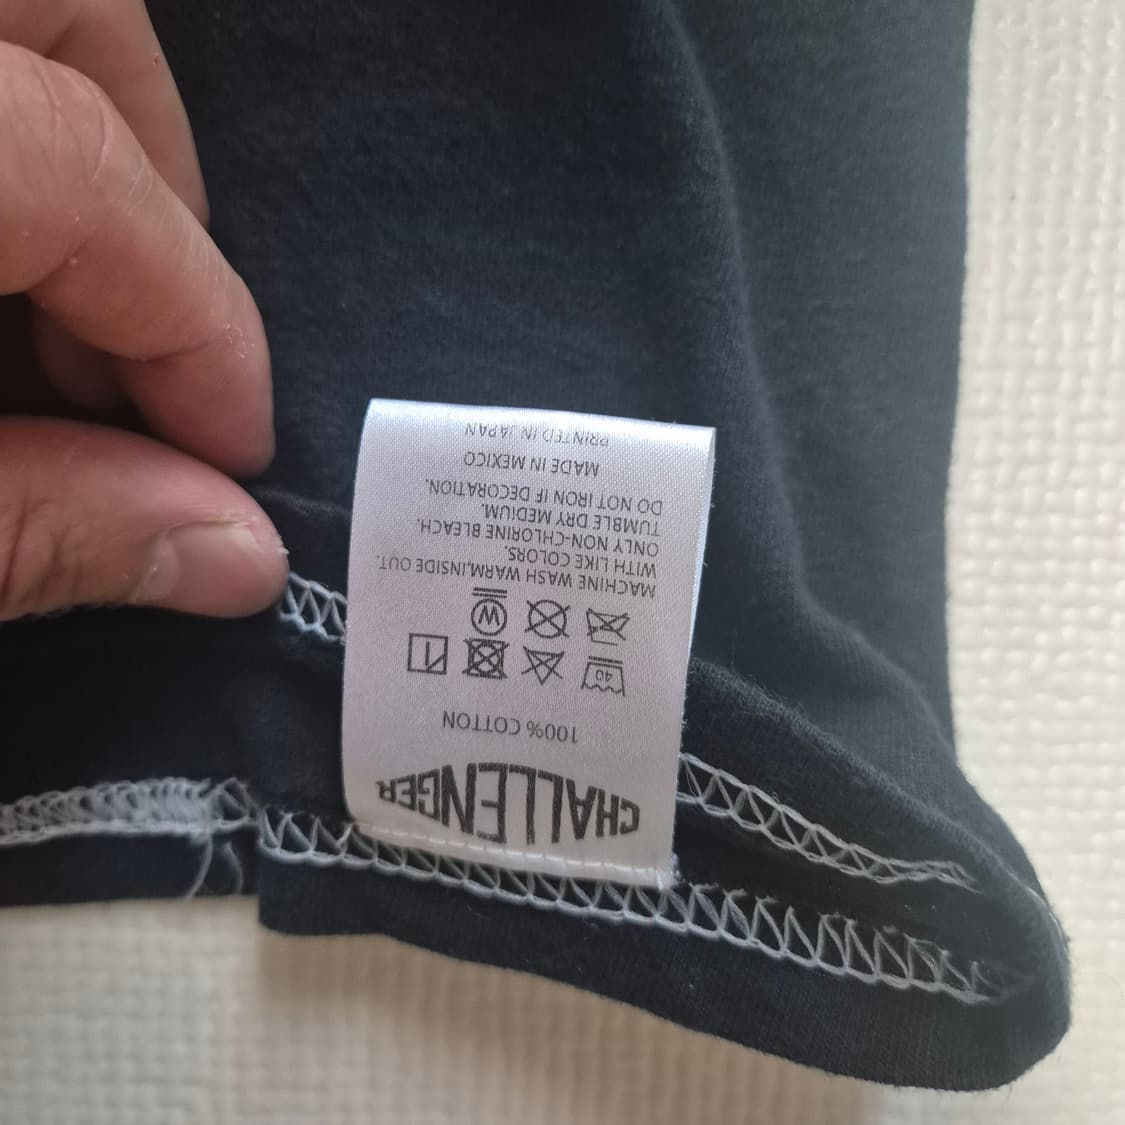 CHALLENGER
100% COTTON
40
W
MACHINE WASH WARM,INSIDE OUT.
WITH LIKE COLORS.
ONLY NON-CHLORINE BLEACH.
TUMBLE DRY MEDIUM.
DO NOT IRON IF DECORATION.
MADE IN MEXICO
PRINTED IN JAPAN